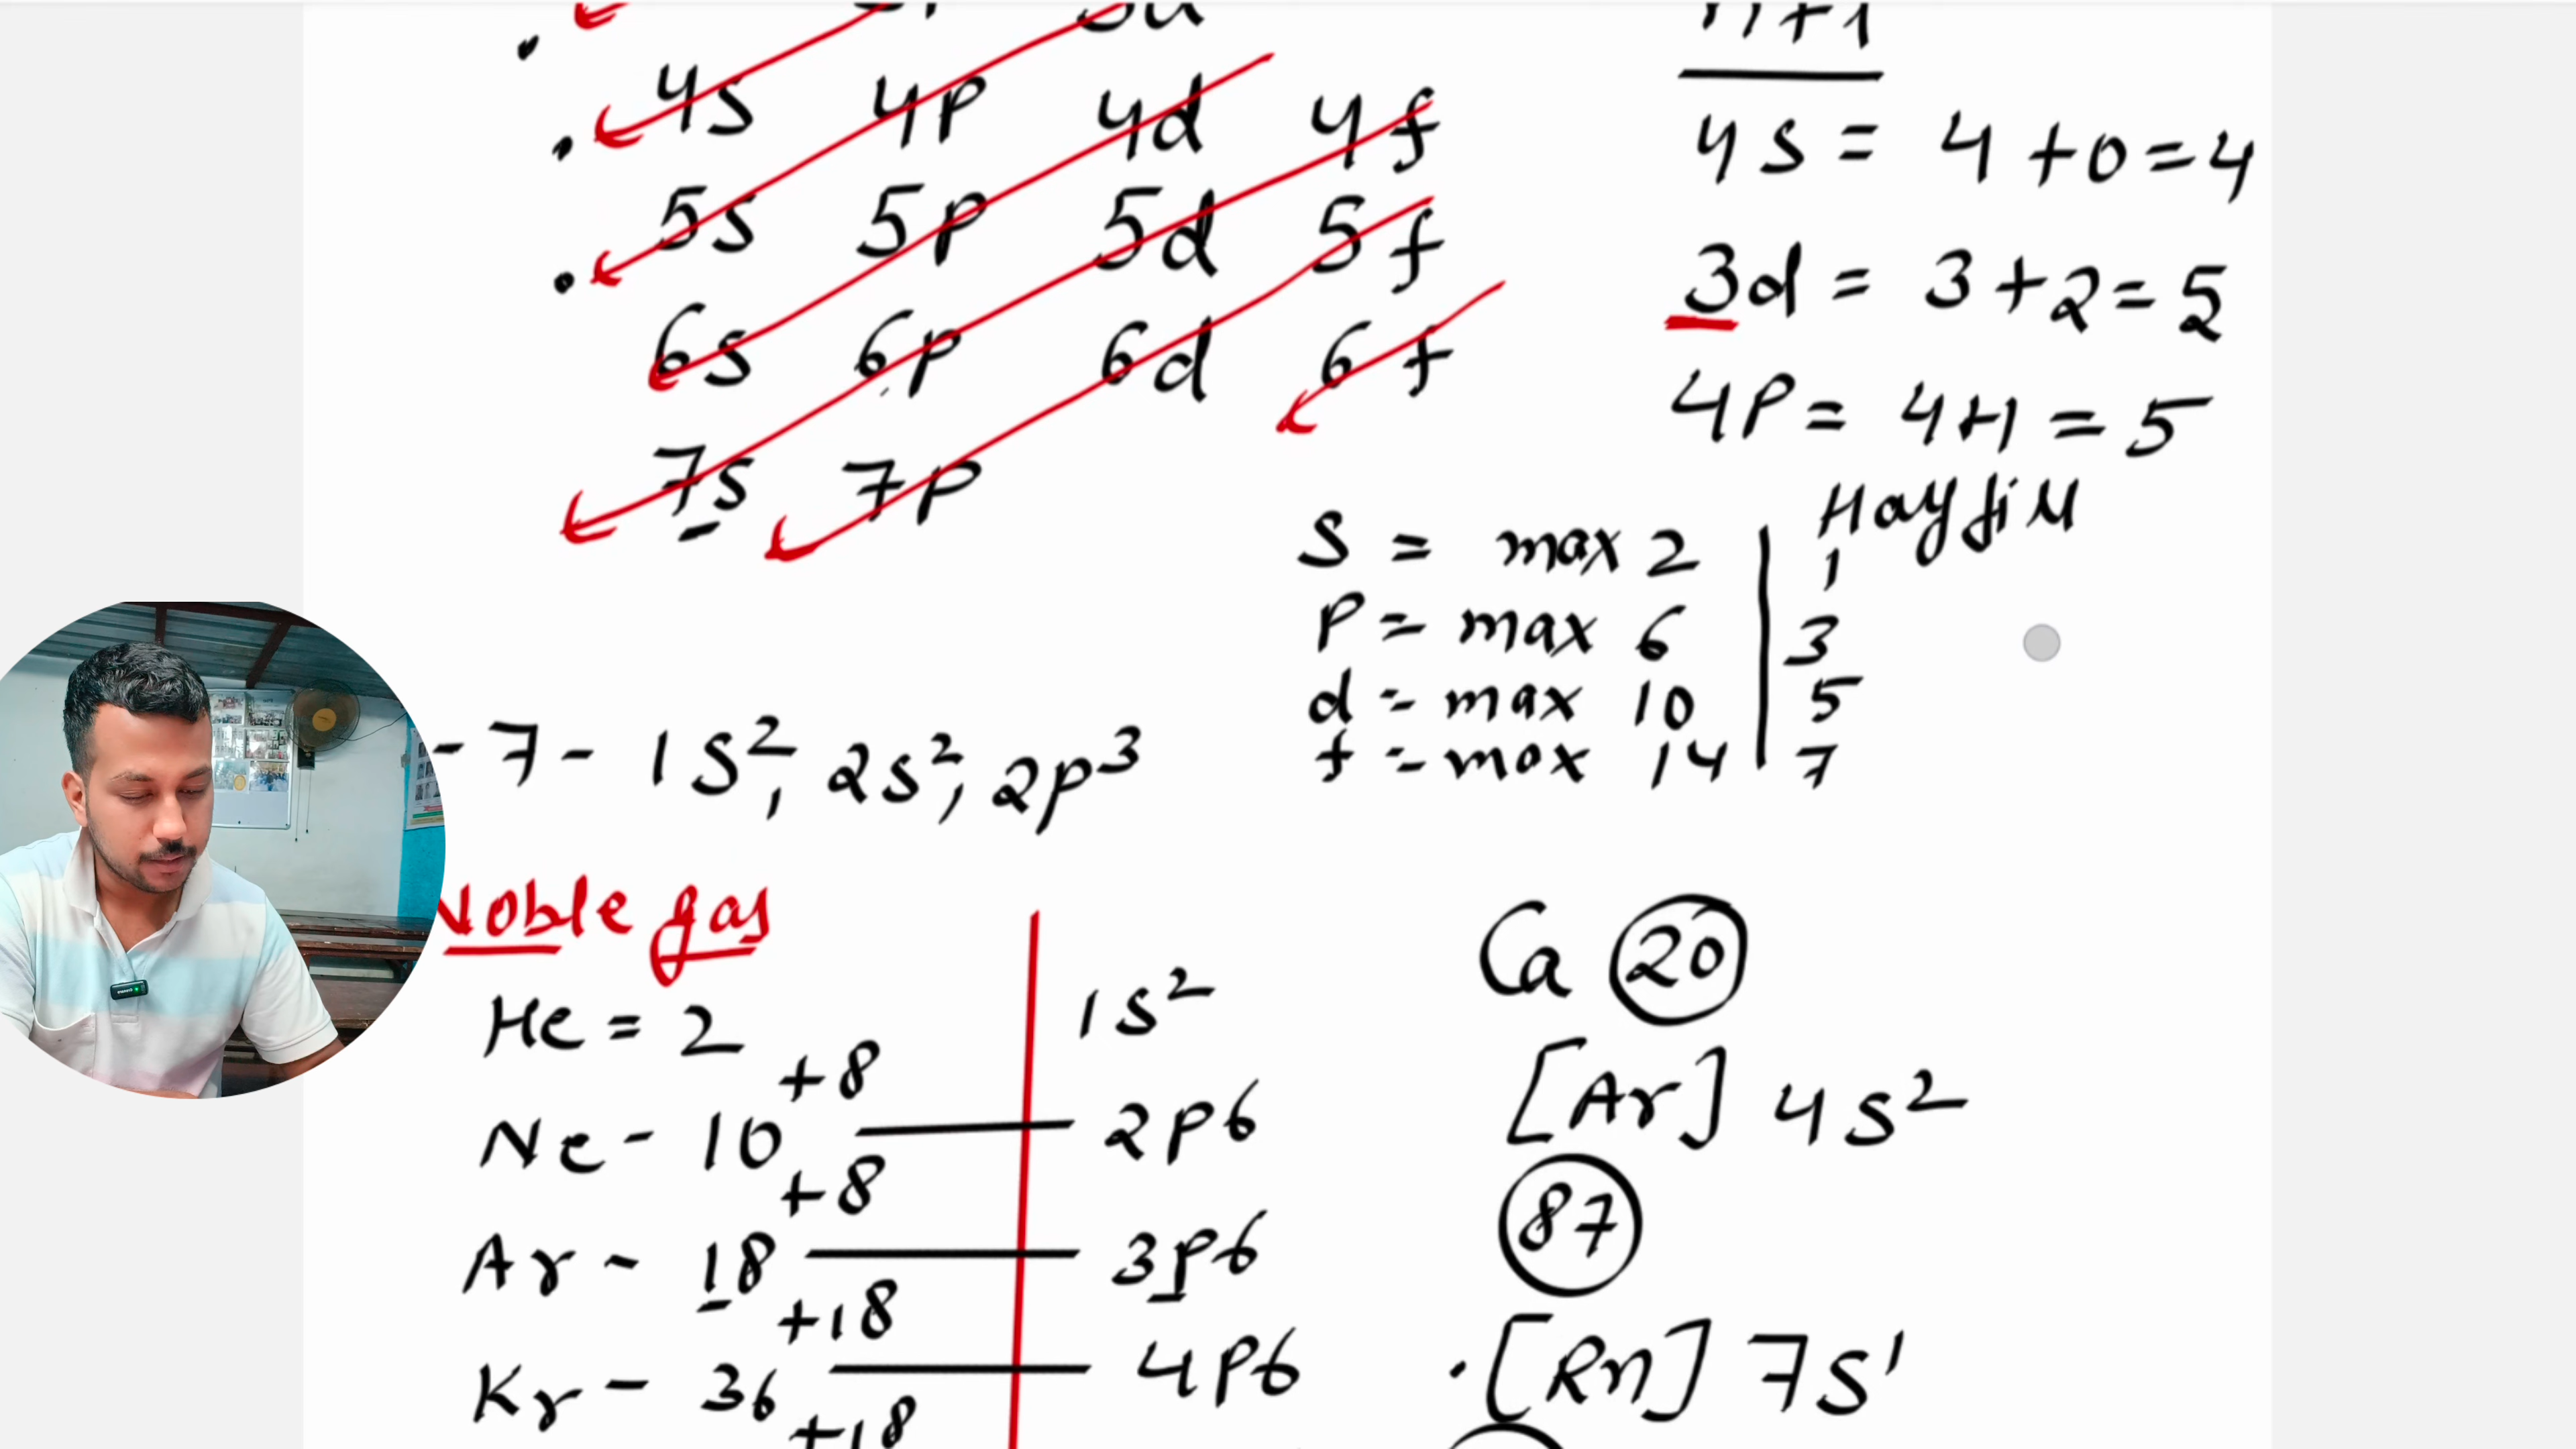 4s 4p 4d 4f
5s 5p 5d 5f
6s 6p 6d 6f
7s 7p
n+l
4s = 4+0=4
3d = 3+2=5
4P = 4+1=5
Hayfill
S = max 2 | 1
P = max 6 | 3
d - max 10 | 5
f - max 14 | 7
- 7 - 1s², 2s², 2p³
Noble gas
He = 2 1s²
+8
Ne - 10 2p6
+8
Ar - 18 3p6
+18
Kr - 36 4p6
+18
Ca 20
[Ar] 4s²
87
[Rn] 7s¹